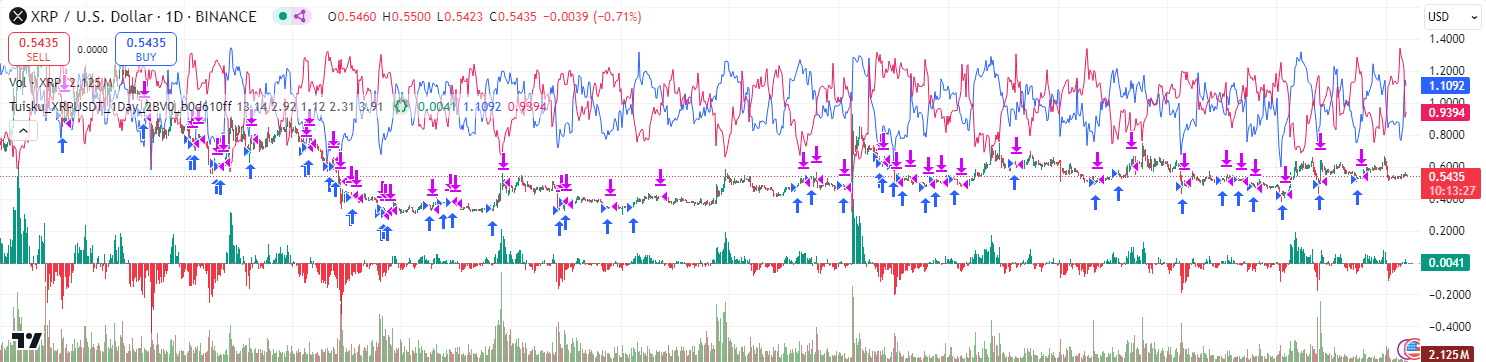 XRP / U.S. Dollar · 1D · BINANCE O0.5460 H0.5500 L0.5423 C0.5435 −0.0039 (−0.71%)
USD
0.5435
SELL
0.0000
0.5435
BUY
Vol · XRP 2.125M
Tuisku_XRPUSDT_1Day_2BV0_b0d610ff 13 14 2.92 1.12 2.31 3.91 0.0041 1.1092 0.9394
1.4000
1.2000
1.1092
1.0000
0.9394
0.8000
0.6000
0.5435
10:13:27
0.4000
0.2000
0.0041
−0.2000
−0.4000
2.125M